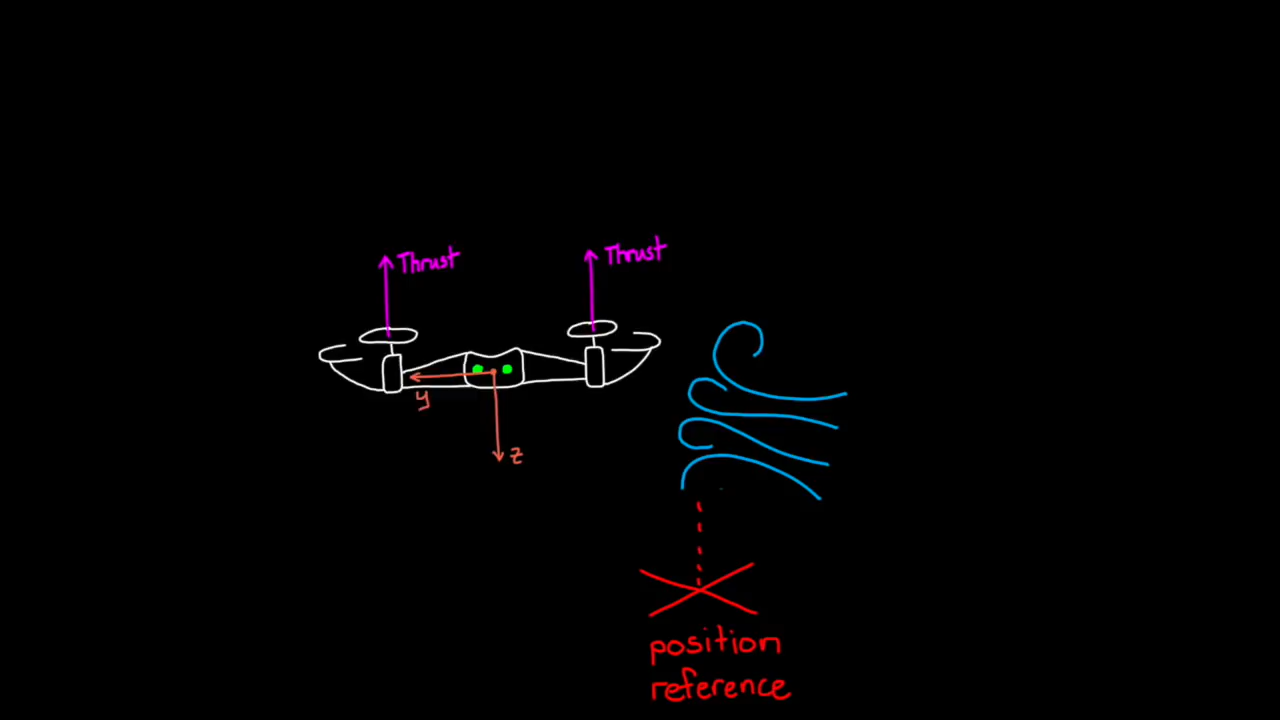 Thrust
Thrust
y
z
position
reference